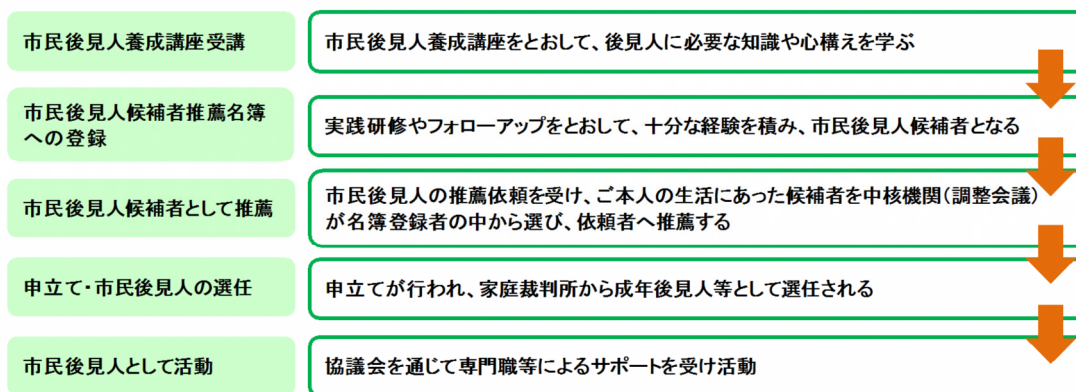 市民後見人養成講座受講
市民後見人養成講座をとおして、後見人に必要な知識や心構えを学ぶ
市民後見人候補者推薦名簿
への登録
実践研修やフォローアップをとおして、十分な経験を積み、市民後見人候補者となる
市民後見人候補者として推薦
市民後見人の推薦依頼を受け、ご本人の生活にあった候補者を中核機関(調整会議)
が名簿登録者の中から選び、依頼者へ推薦する
申立て・市民後見人の選任
申立てが行われ、家庭裁判所から成年後見人等として選任される
市民後見人として活動
協議会を通じて専門職等によるサポートを受け活動